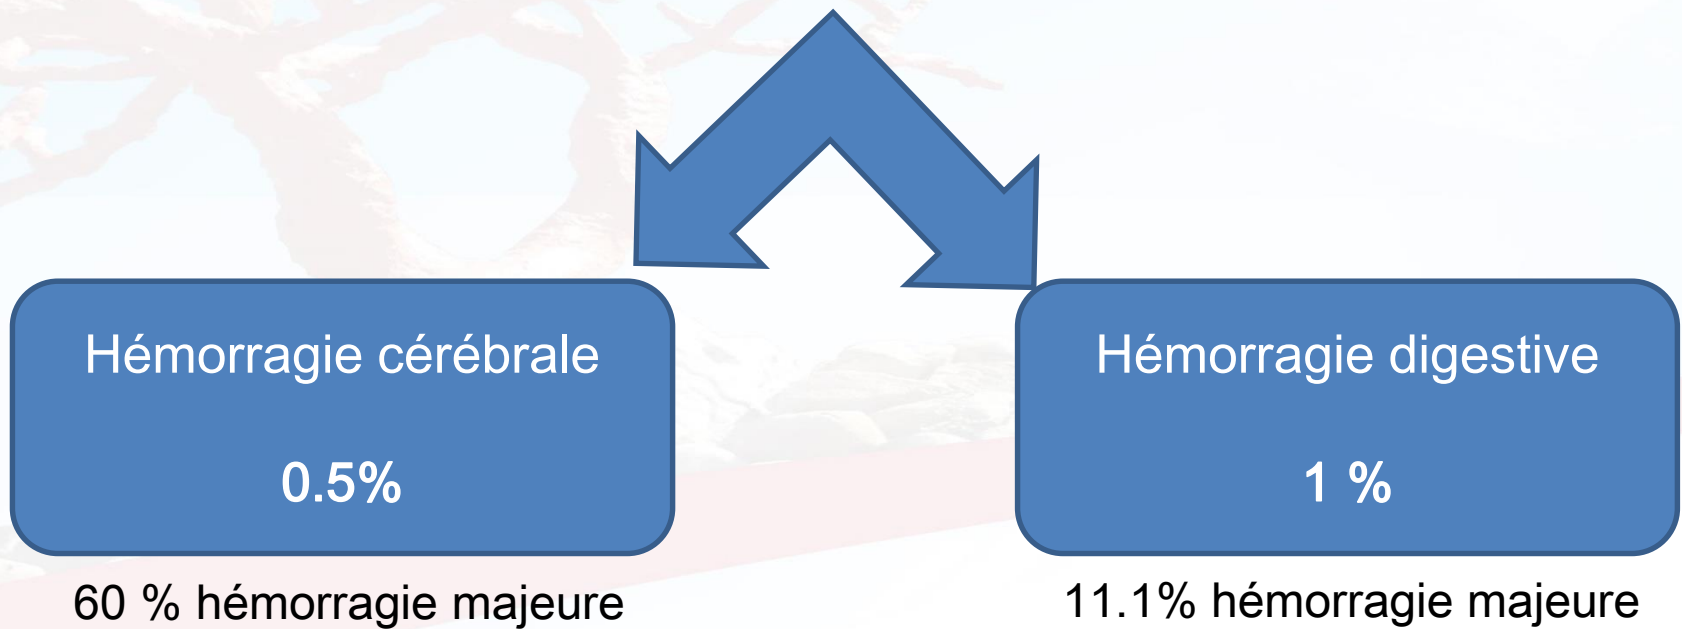 Hémorragie cérébrale
0.5%
60 % hémorragie majeure
Hémorragie digestive
1 %
11.1% hémorragie majeure